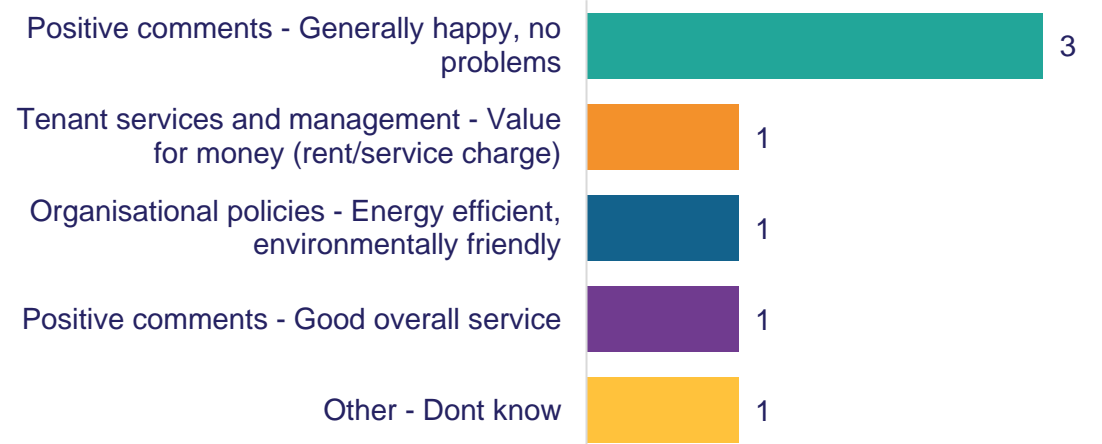 Positive comments - Generally happy, no
problems
3
Tenant services and management - Value
for money (rent/service charge)
1
Organisational policies - Energy efficient,
environmentally friendly
1
Positive comments - Good overall service
1
Other - Dont know
1